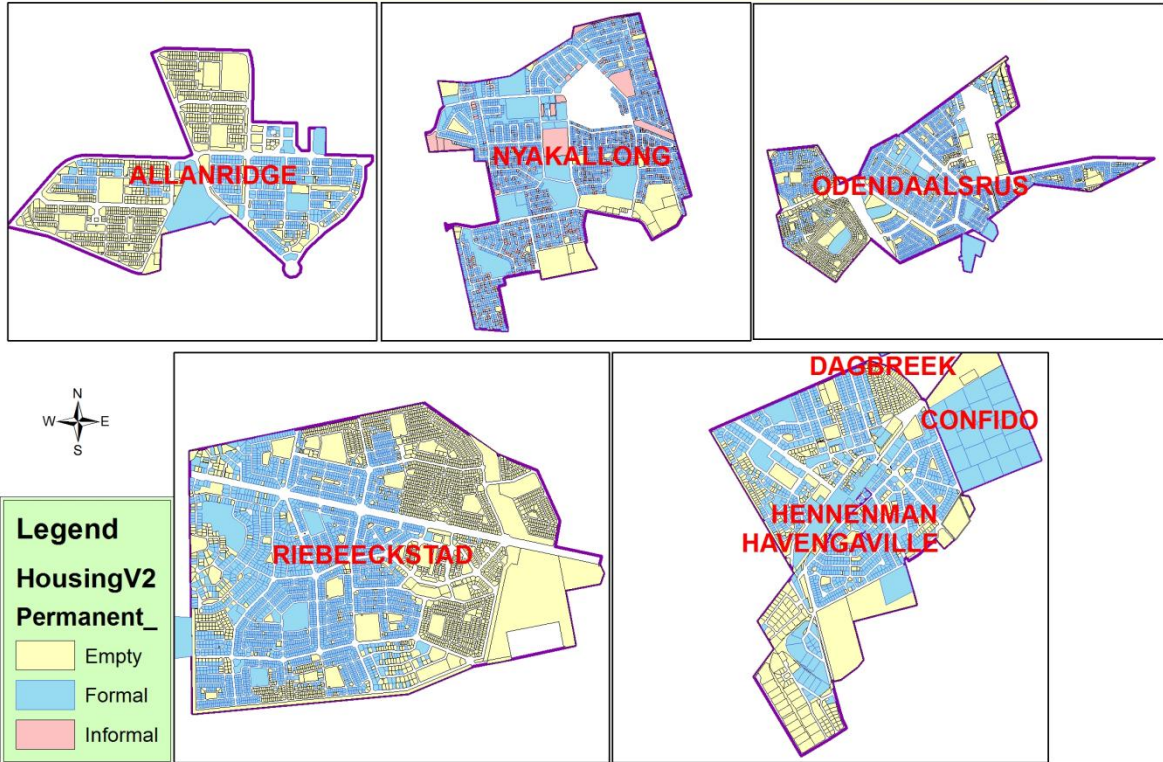 ALLANRIDGE
NYAKALLONG
ODENDAALSRUS
N
W E
S
RIEBEECKSTAD
DAGBREEK
CONFIDO
HENNENMAN
HAVENGAVILLE
Legend
HousingV2
Permanent_
Empty
Formal
Informal